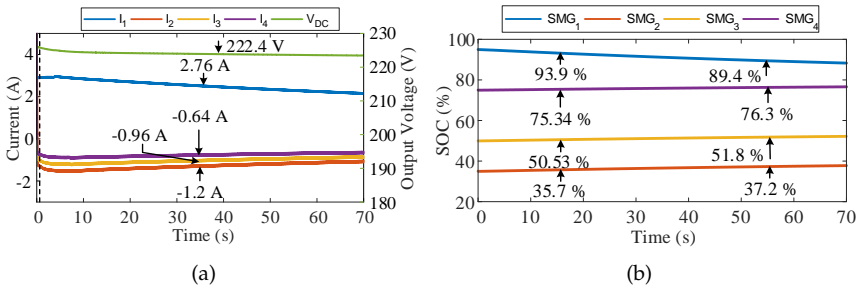 I1 I2 I3 I4 VDC
4
2
0
-2
Current (A)
222.4 V
2.76 A
-0.64 A
-0.96 A
-1.2 A
230
220
210
200
190
180
Output Voltage (V)
0 10 20 30 40 50 60 70
Time (s)
(a)
SMG1 SMG2 SMG3 SMG4
100
80
60
40
20
SOC (%)
93.9 %
89.4 %
75.34 %
76.3 %
50.53 %
51.8 %
35.7 %
37.2 %
0 10 20 30 40 50 60 70
Time (s)
(b)